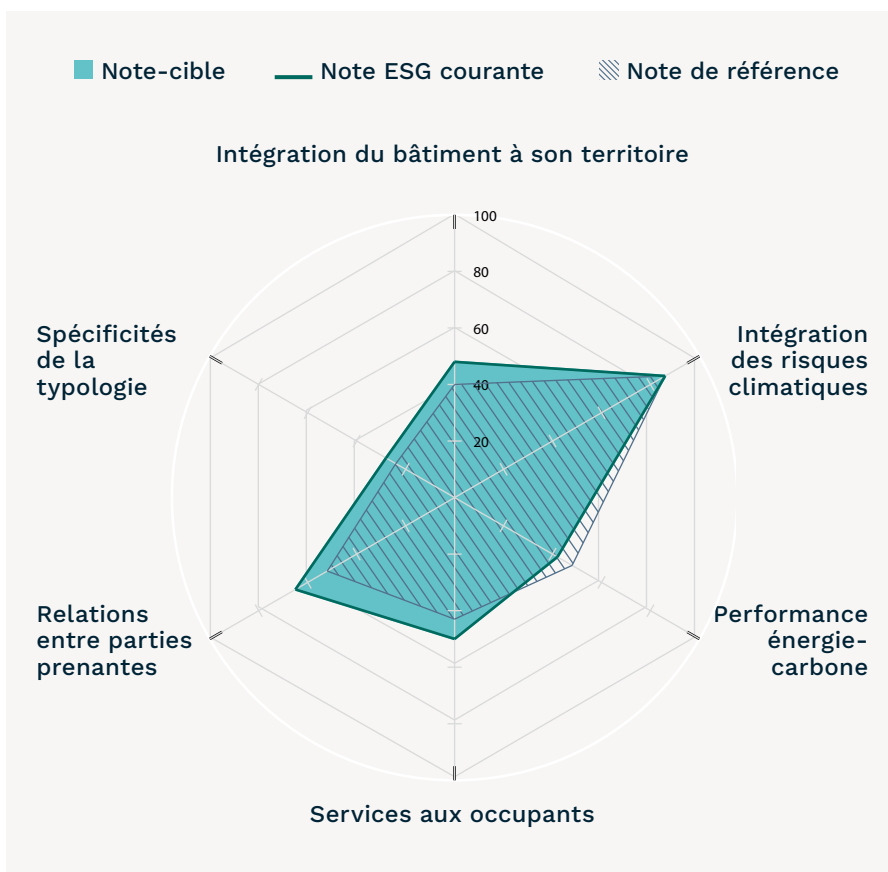 Note-cible Note ESG courante Note de référence
Intégration du bâtiment à son territoire
100
80
60
40
20
Spécificités
de la
typologie
Intégration
des risques
climatiques
Relations
entre parties
prenantes
Performance
énergie-
carbone
Services aux occupants